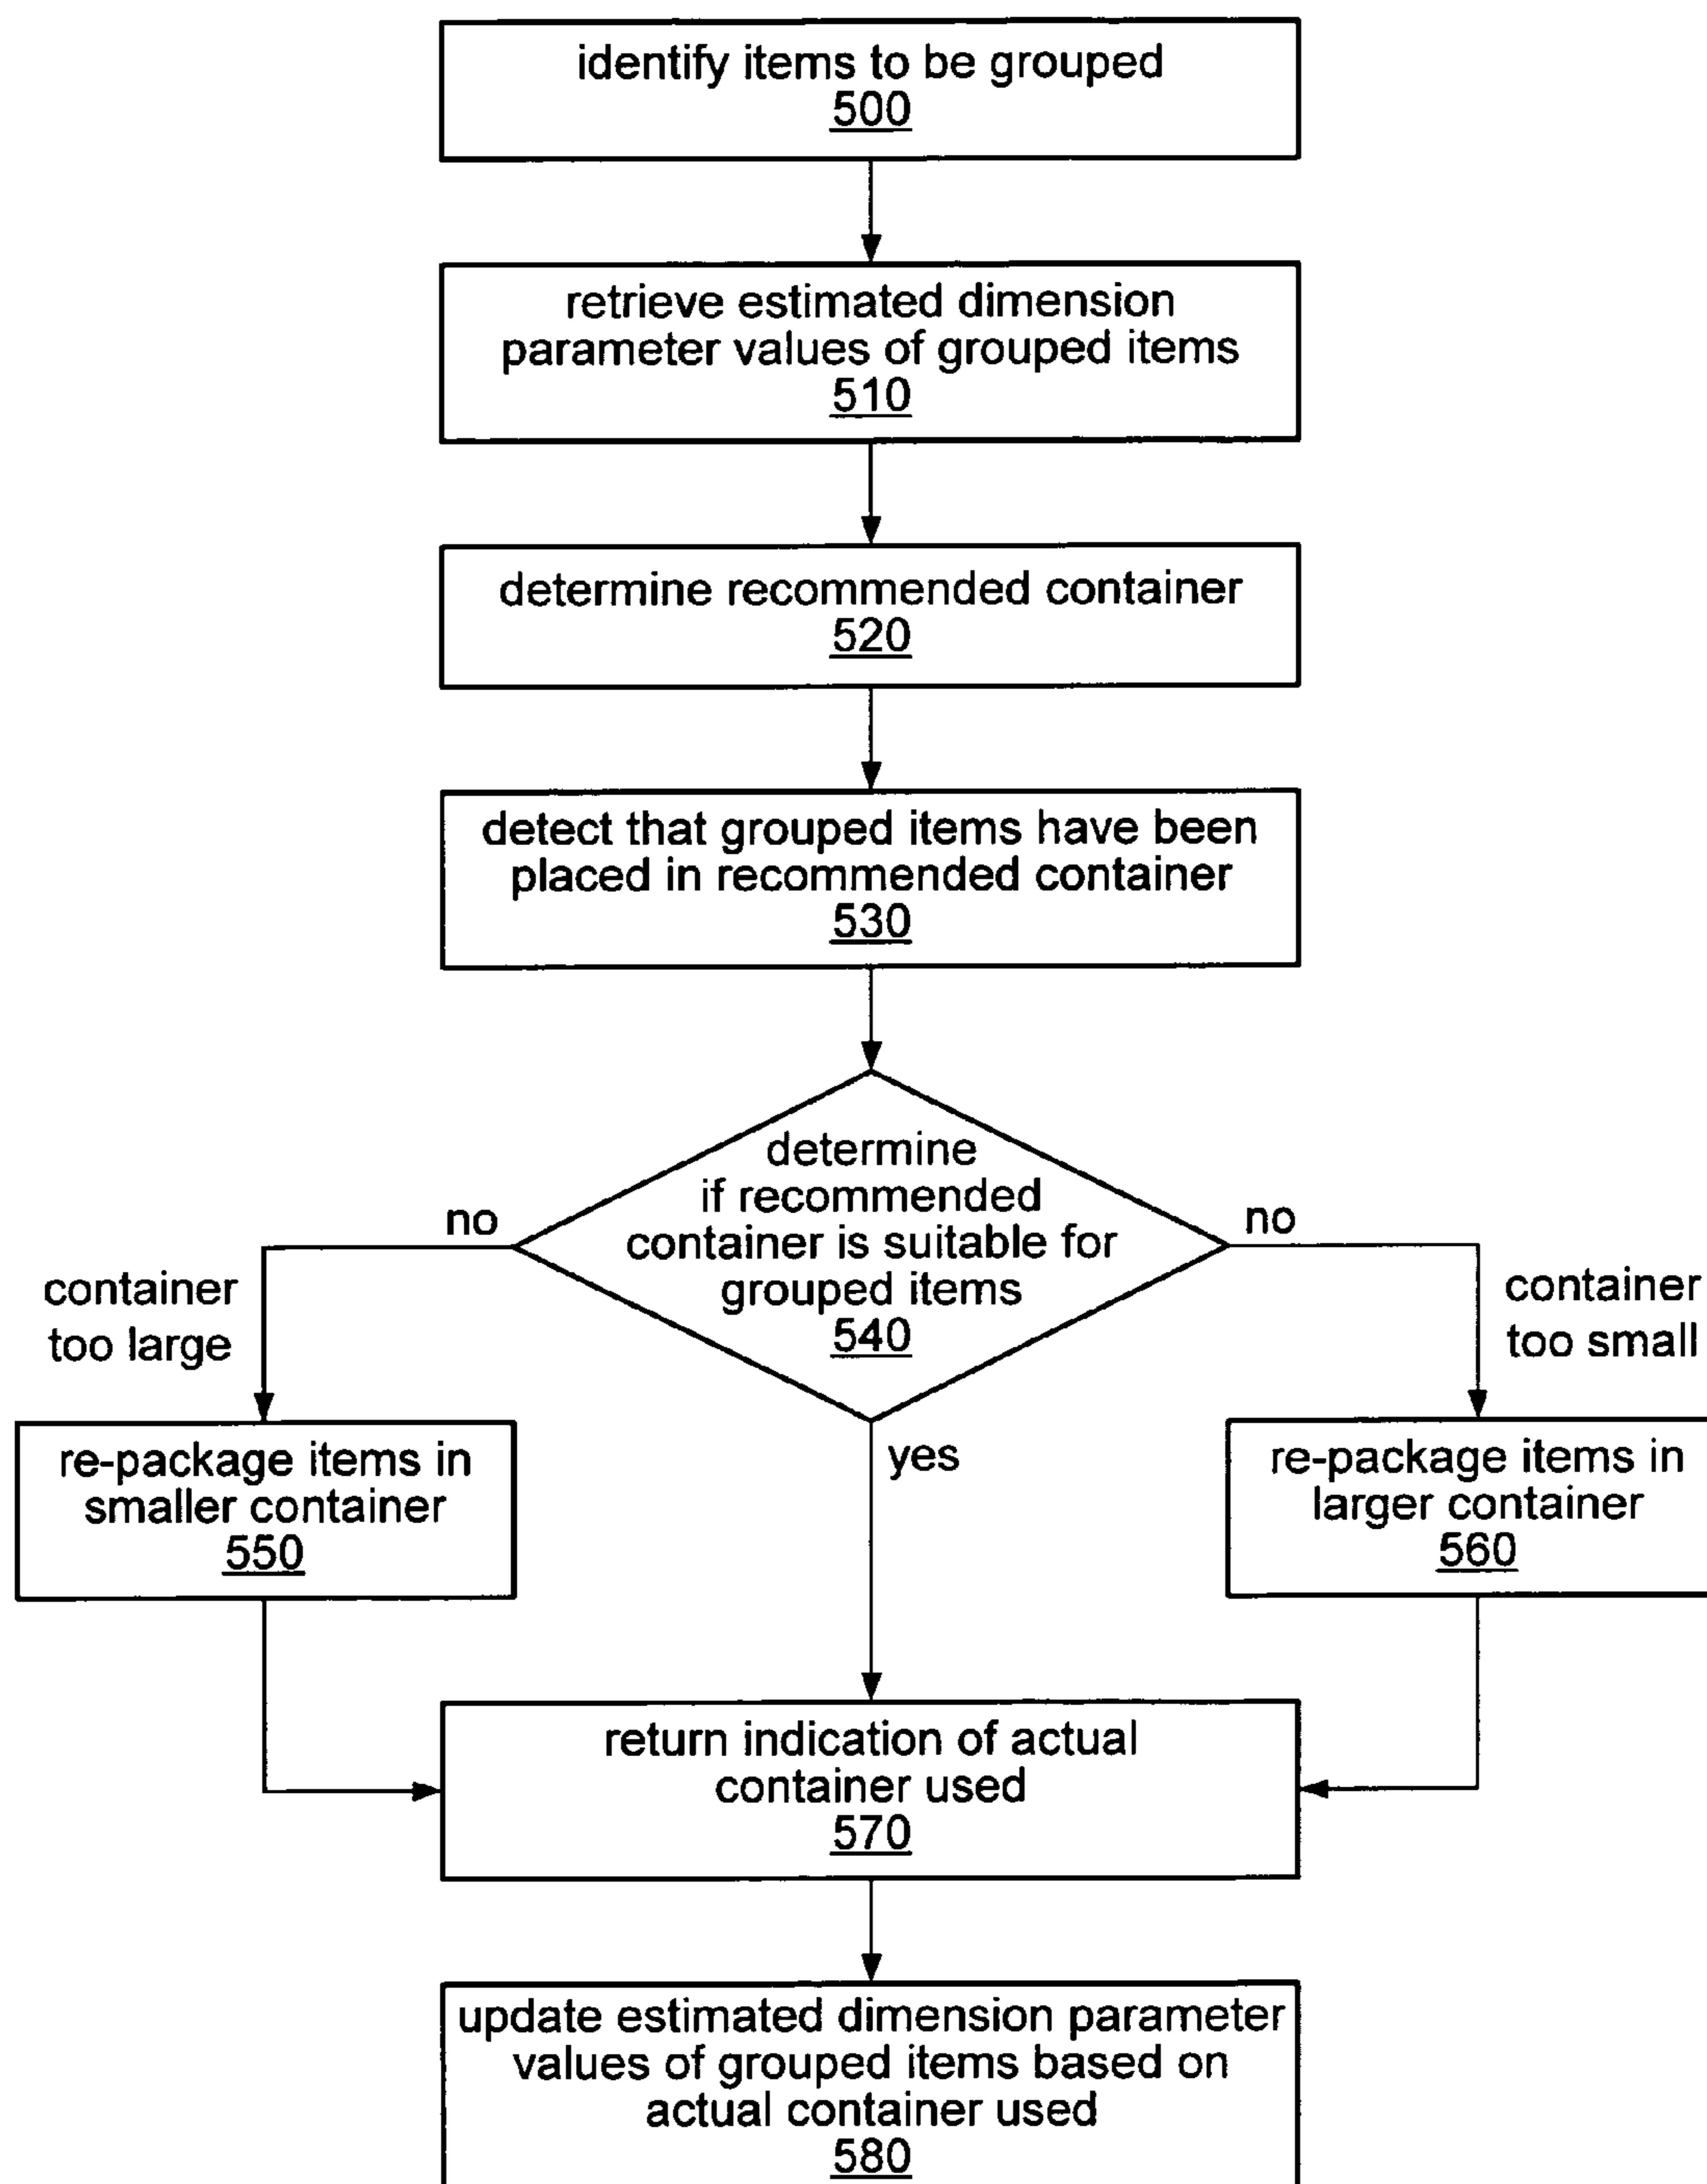 identify items to be grouped
500
retrieve estimated dimension
parameter values of grouped items
510
determine recommended container
520
detect that grouped items have been
placed in recommended container
530
determine
if recommended
container is suitable for
grouped items
540
no
container
too large
no
container
too small
yes
re-package items in
smaller container
550
re-package items in
larger container
560
return indication of actual
container used
570
update estimated dimension parameter
values of grouped items based on
actual container used
580